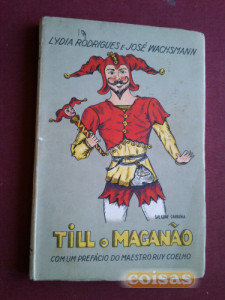 LYDIA RODRIGUES E JOSÉ WACHSMANN
TILL O MAGANÃO
COM UM PREFÁCIO DO MAESTRO RUY COELHO
coisas